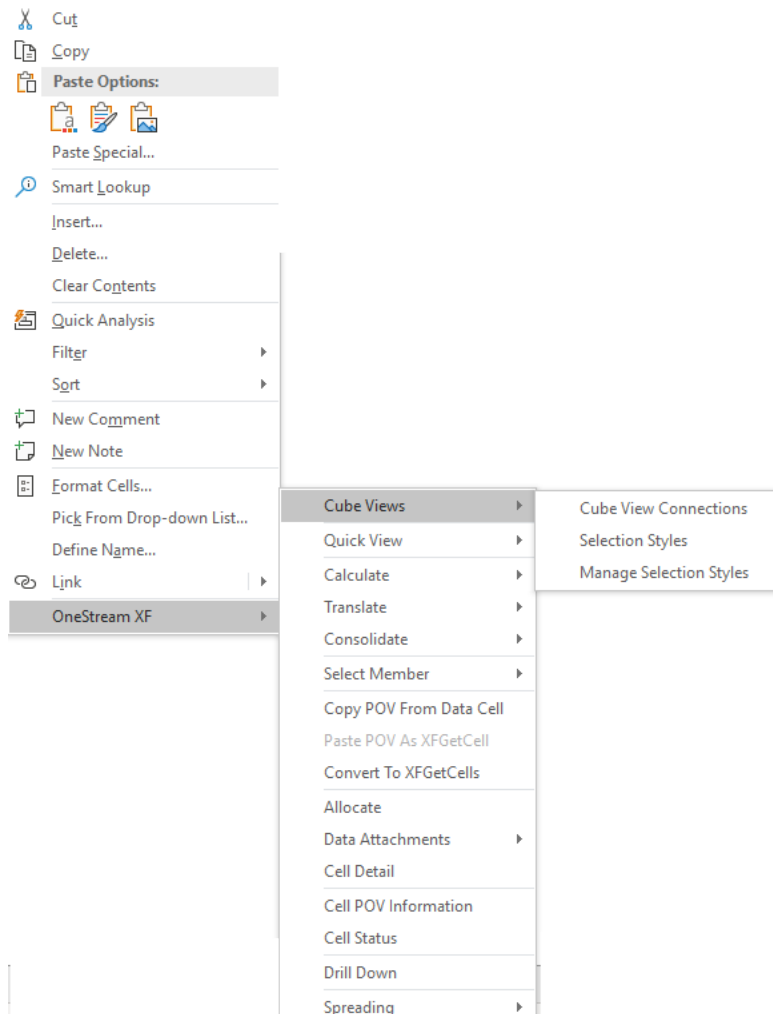 Cut
Copy
Paste Options:
a
Paste Special...
Smart Lookup
Insert...
Delete...
Clear Contents
Quick Analysis
Filter
Sort
New Comment
New Note
Format Cells...
Pick From Drop-down List...
Define Name...
Link
OneStream XF
Cube Views
Quick View
Calculate
Translate
Consolidate
Select Member
Copy POV From Data Cell
Paste POV As XFGetCell
Convert To XFGetCells
Allocate
Data Attachments
Cell Detail
Cell POV Information
Cell Status
Drill Down
Spreading
Cube View Connections
Selection Styles
Manage Selection Styles